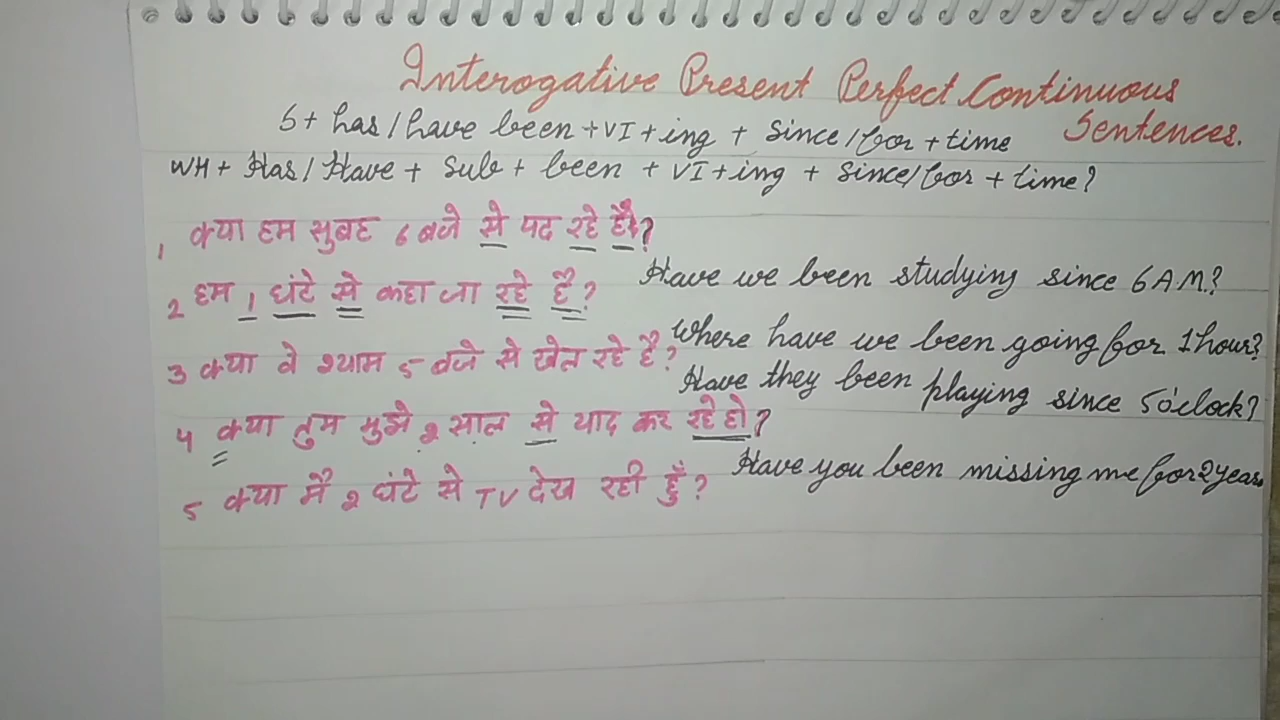 Interogative Present Perfect Continuous
Sentences.
S + has / have been + V1 + ing + Since / for + time
WH + Has / Have + Sub + been + V1 + ing + Since / for + time?
1 क्या हम सुबह 6 बजे से पढ रहे हैं?
Have we been studying since 6 A.M.?
2 हम 1 घंटे से कहा जा रहे है?
Where have we been going for 1 hour?
3 क्या वे श्याम 5 बजे से खेल रहे है?
Have they been playing since 5 o'clock?
4 क्या तुम मुझे 2 साल से याद कर रहे हो?
Have you been missing me for 2 years
5 क्या मै 2 घंटे से TV देख रही हुँ?